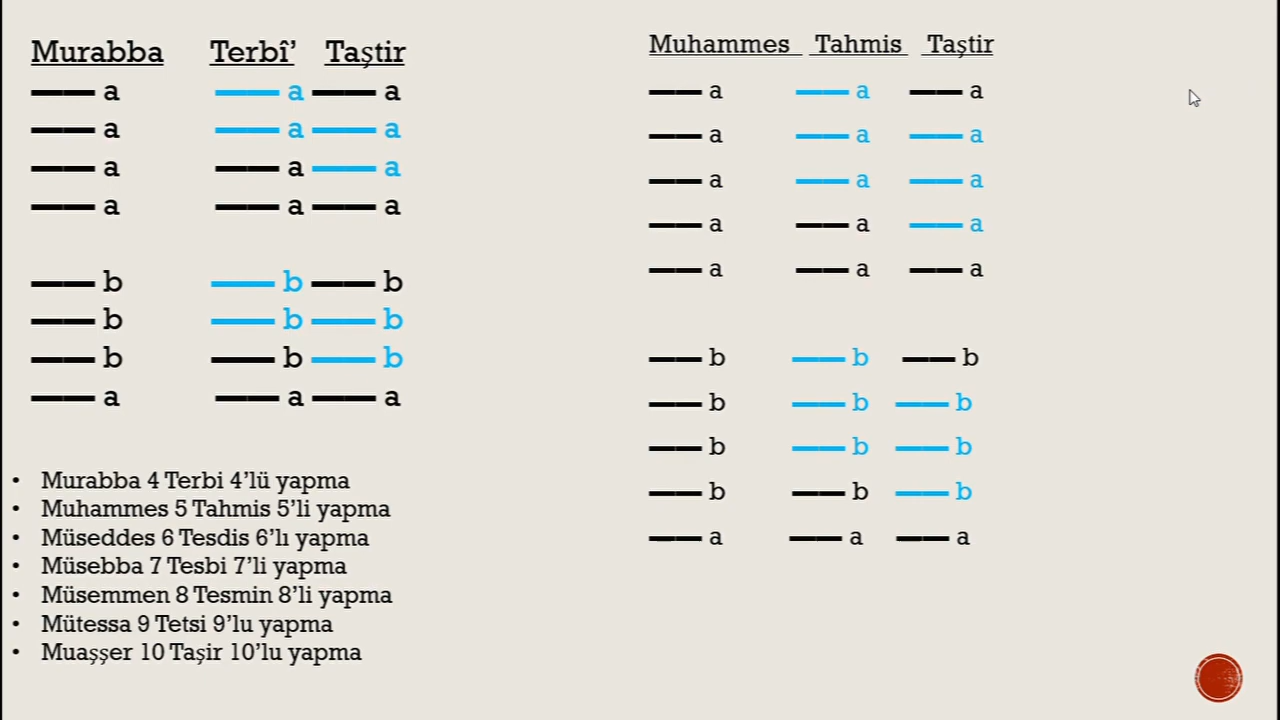 Murabba Terbî’ Taştir
a a a
a a a
a a a
a a a
b b b
b b b
b b b
a a a
• Murabba 4 Terbi 4’lü yapma
• Muhammes 5 Tahmis 5’li yapma
• Müseddes 6 Tesdis 6’lı yapma
• Müsebba 7 Tesbi 7’li yapma
• Müsemmen 8 Tesmin 8’li yapma
• Mütessa 9 Tetsi 9’lu yapma
• Muaşşer 10 Taşir 10’lu yapma
Muhammes Tahmis Taştir
a a a
a a a
a a a
a a a
a a a
b b b
b b b
b b b
b b b
a a a